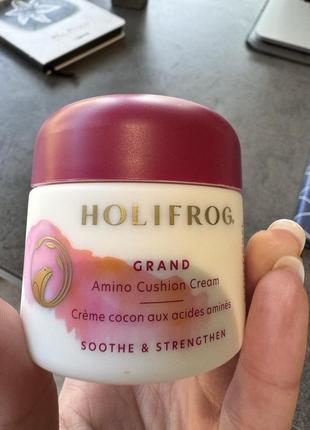 HOLIFROG.
GRAND
Amino Cushion Cream
Crème cocon aux acides aminés
SOOTHE & STRENGTHEN